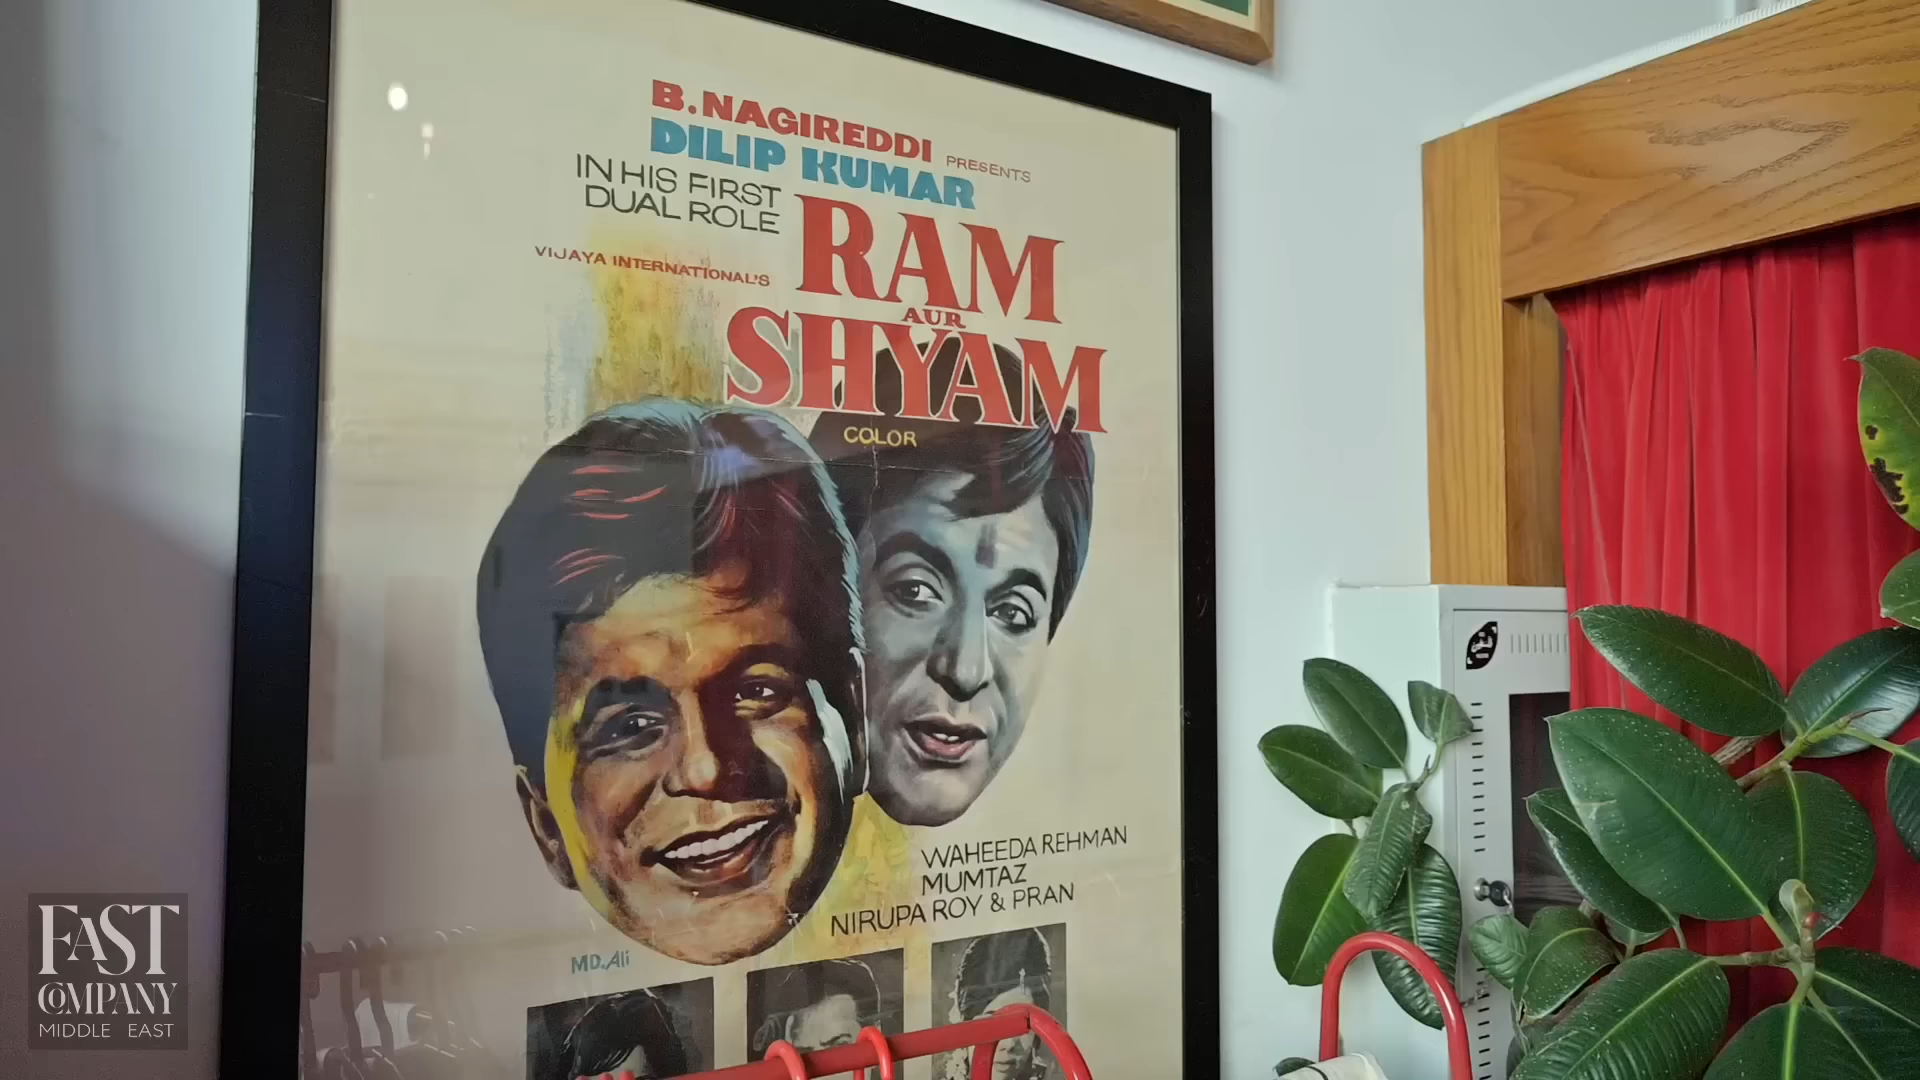 B. NAGIREDDI PRESENTS
DILIP KUMAR
IN HIS FIRST
DUAL ROLE
VIJAYA INTERNATIONAL'S
RAM
AUR
SHYAM
COLOR
WAHEEDA REHMAN
MUMTAZ
NIRUPA ROY & PRAN
MD.Ali
FAST
COMPANY
MIDDLE EAST